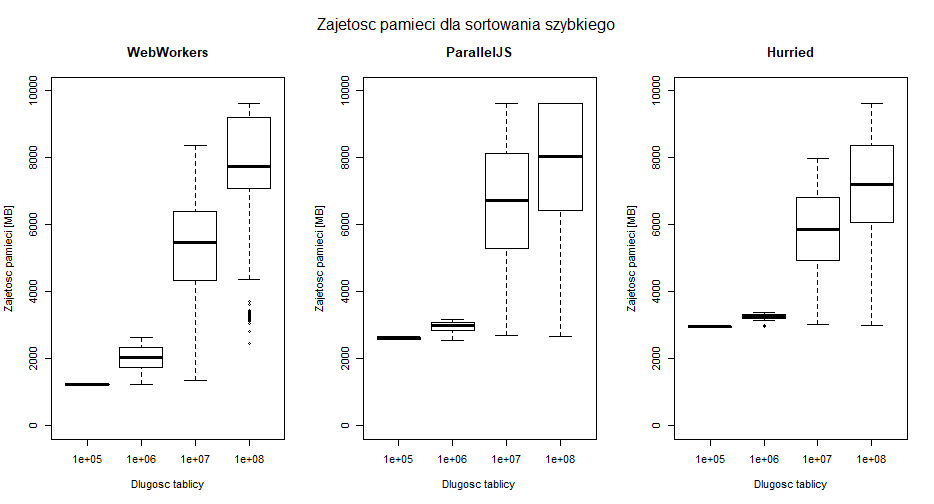 Zajetosc pamieci dla sortowania szybkiego
WebWorkers
Zajetosc pamieci [MB]
10000
8000
6000
4000
2000
0
1e+05 1e+06 1e+07 1e+08
Dlugosc tablicy
ParallelJS
Zajetosc pamieci [MB]
10000
8000
6000
4000
2000
0
1e+05 1e+06 1e+07 1e+08
Dlugosc tablicy
Hurried
Zajetosc pamieci [MB]
10000
8000
6000
4000
2000
0
1e+05 1e+06 1e+07 1e+08
Dlugosc tablicy